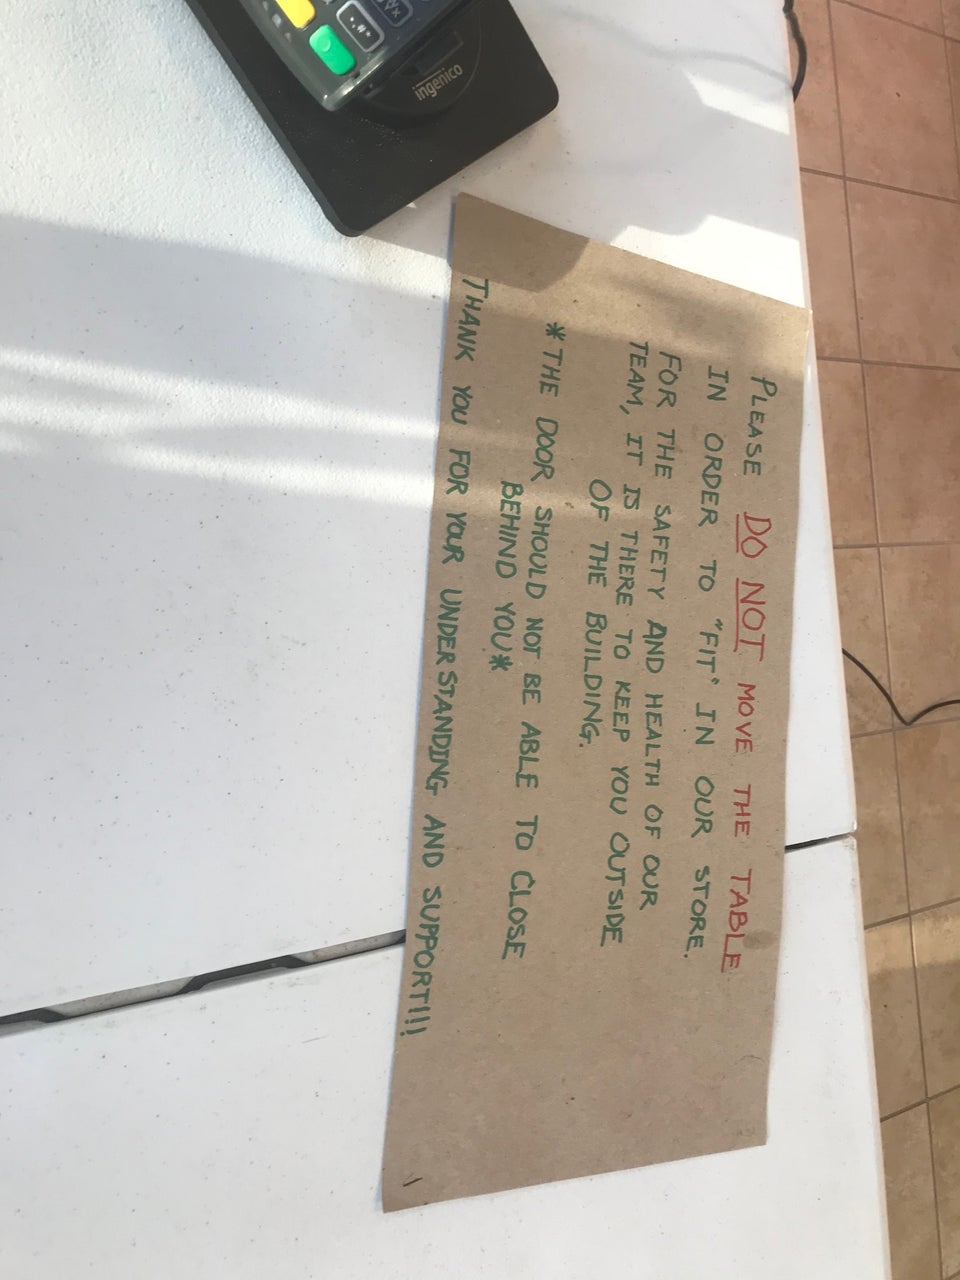 PLEASE DO NOT MOVE THE TABLE
IN ORDER TO "FIT" IN OUR STORE.
FOR THE SAFETY AND HEALTH OF OUR
TEAM, IT IS THERE TO KEEP YOU OUTSIDE
OF THE BUILDING.
*THE DOOR SHOULD NOT BE ABLE TO CLOSE
BEHIND YOU*
THANK YOU FOR YOUR UNDERSTANDING AND SUPPORT!!!
ingenico
.,#*